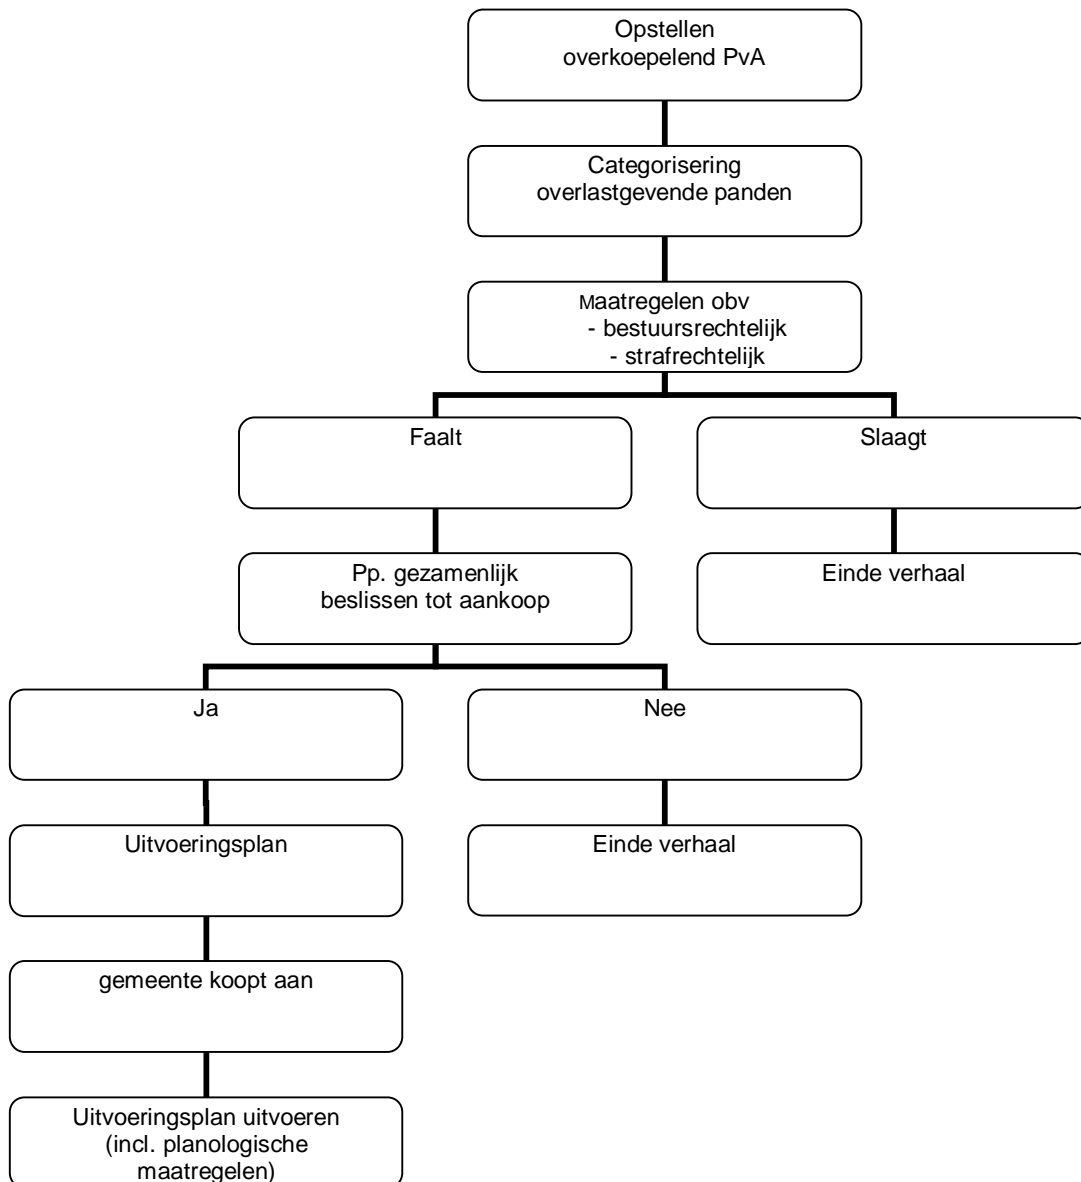 Opstellen
overkoepelend PvA
Categorisering
overlastgevende panden
Maatregelen obv
- bestuursrechtelijk
- strafrechtelijk
Faalt
Slaagt
Pp. gezamenlijk
beslissen tot aankoop
Einde verhaal
Ja
Nee
Uitvoeringsplan
Einde verhaal
gemeente koopt aan
Uitvoeringsplan uitvoeren
(incl. planologische
maatregelen)